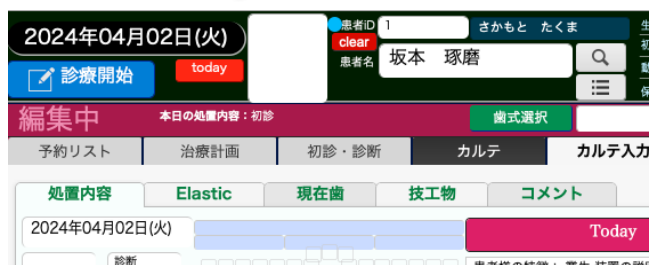 2024年04月02日(火)
患者iD 1 さかもと たくま
clear
患者名 坂本 琢磨
診療開始
today
編集中
本日の処置内容：初診
歯式選択
予約リスト 治療計画 初診・診断 カルテ カルテ入力
処置内容 Elastic 現在歯 技工物 コメント
2024年04月02日(火)
Today
診断